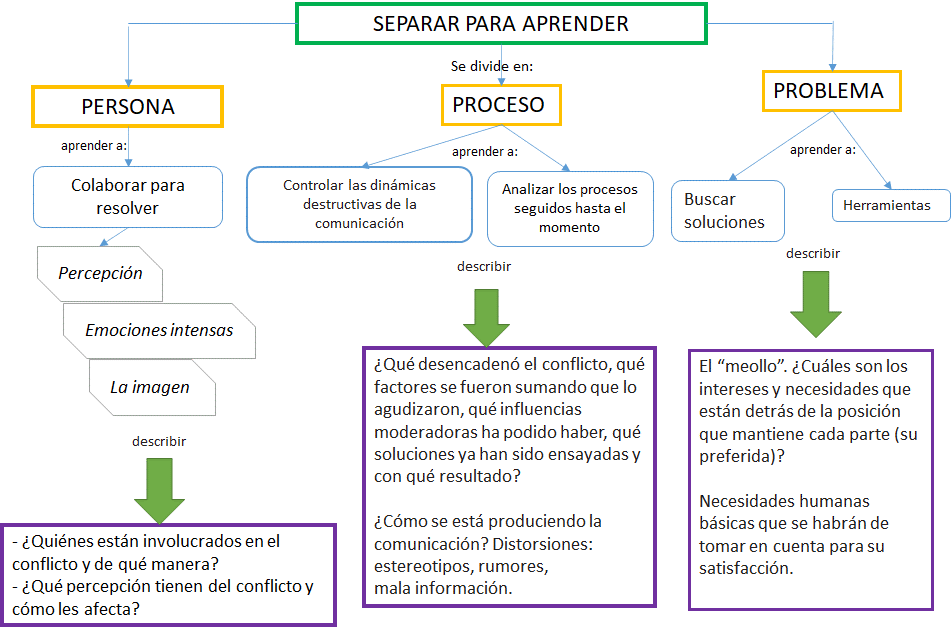 SEPARAR PARA APRENDER
Se divide en:
PERSONA
aprender a:
Colaborar para
resolver
Percepción
Emociones intensas
La imagen
describir
- ¿Quiénes están involucrados en el
conflicto y de qué manera?
- ¿Qué percepción tienen del conflicto y
cómo les afecta?
PROCESO
aprender a:
Controlar las dinámicas
destructivas de la
comunicación
Analizar los procesos
seguidos hasta el
momento
describir
¿Qué desencadenó el conflicto, qué
factores se fueron sumando que lo
agudizaron, qué influencias
moderadoras ha podido haber, qué
soluciones ya han sido ensayadas y
con qué resultado?
¿Cómo se está produciendo la
comunicación? Distorsiones:
estereotipos, rumores,
mala información.
PROBLEMA
aprender a:
Buscar
soluciones
Herramientas
describir
El “meollo”. ¿Cuáles son los
intereses y necesidades que
están detrás de la posición
que mantiene cada parte (su
preferida)?
Necesidades humanas
básicas que se habrán de
tomar en cuenta para su
satisfacción.